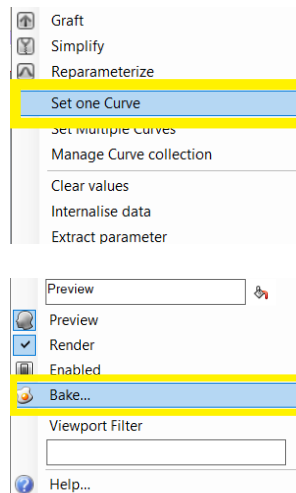 Graft
Simplify
Reparameterize
Set one Curve
Set Multiple Curves
Manage Curve collection
Clear values
Internalise data
Extract parameter
Preview
Preview
Render
Enabled
Bake...
Viewport Filter
Help...